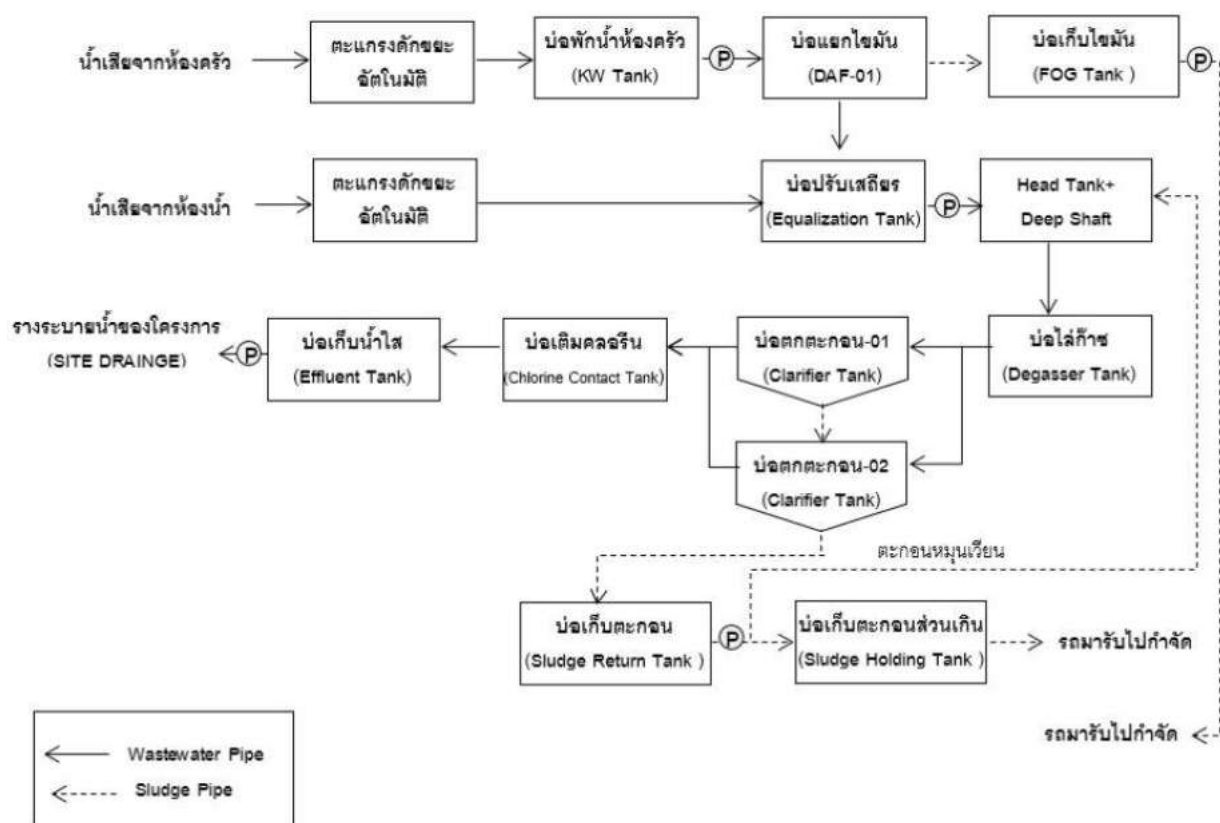 น้ำเสียจากห้องครัว
ตะแกรงดักขยะ
อัตโนมัติ
บ่อพักน้ำห้องครัว
(KW Tank)
P
บ่อแยกไขมัน
(DAF-01)
บ่อเก็บไขมัน
(FOG Tank )
P
น้ำเสียจากห้องน้ำ
ตะแกรงดักขยะ
อัตโนมัติ
บ่อปรับเสถียร
(Equalization Tank)
P
Head Tank+
Deep Shaft
รางระบายน้ำของโครงการ
(SITE DRAINGE)
P
บ่อเก็บน้ำใส
(Effluent Tank)
บ่อเติมคลอรีน
(Chlorine Contact Tank)
บ่อตกตะกอน-01
(Clarifier Tank)
บ่อไล่ก๊าซ
(Degasser Tank)
บ่อตกตะกอน-02
(Clarifier Tank)
ตะกอนหมุนเวียน
บ่อเก็บตะกอน
(Sludge Return Tank )
P
บ่อเก็บตะกอนส่วนเกิน
(Sludge Holding Tank )
รถมารับไปกำจัด
รถมารับไปกำจัด
Wastewater Pipe
Sludge Pipe